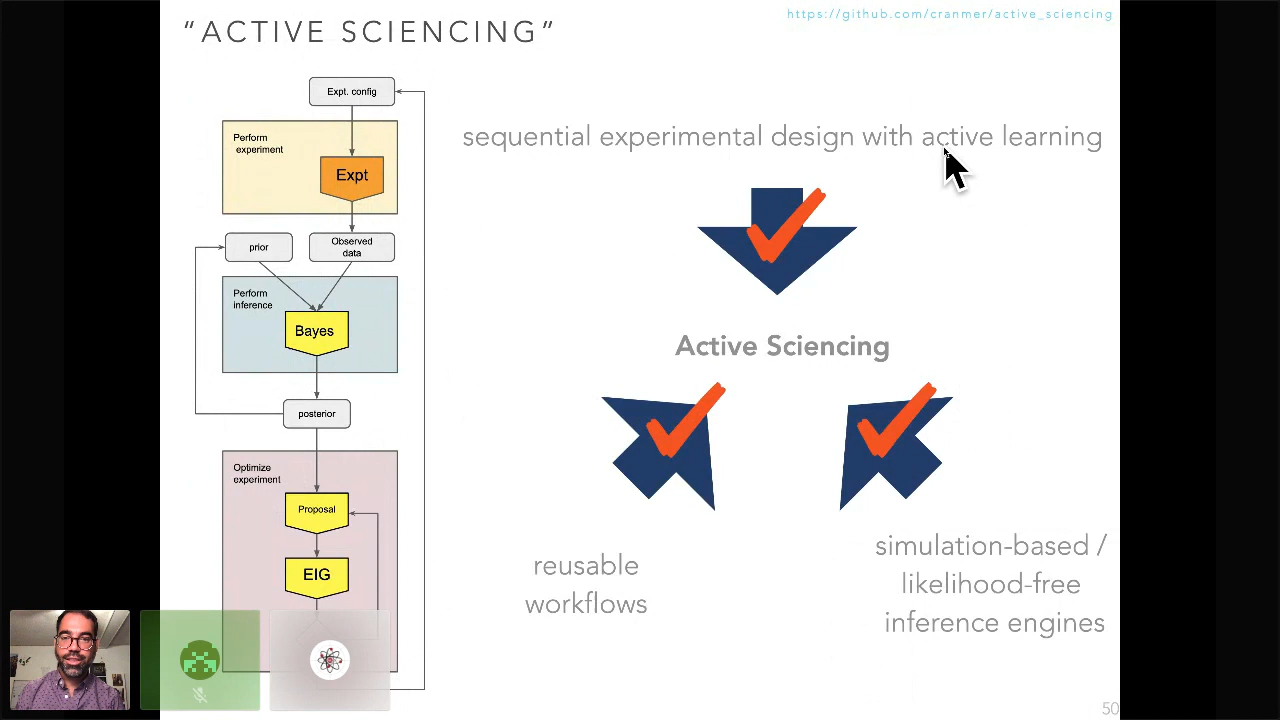 “ACTIVE SCIENCING”
https://github.com/cranmer/active_sciencing
Expt. config
Perform
experiment
Expt
prior
Observed
data
Perform
inference
Bayes
posterior
Optimize
experiment
Proposal
EIG
sequential experimental design with active learning
Active Sciencing
reusable
workflows
simulation-based /
likelihood-free
inference engines
50